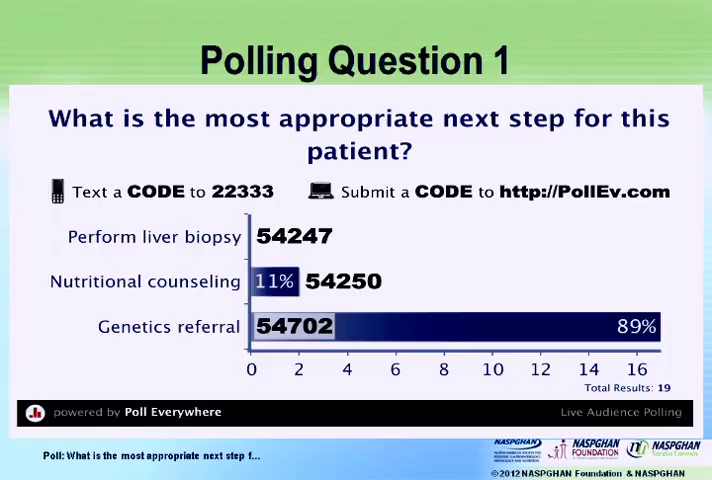 Polling Question 1
What is the most appropriate next step for this
patient?
Text a CODE to 22333
Submit a CODE to http://PollEv.com
Perform liver biopsy 54247
Nutritional counseling 11% 54250
Genetics referral 54702 89%
0 2 4 6 8 10 12 14 16
Total Results: 19
powered by Poll Everywhere
Live Audience Polling
Poll: What is the most appropriate next step f...
NASPGHAN
NASPGHAN
FOUNDATION
NASPGHAN
©2012 NASPGHAN Foundation & NASPGHAN